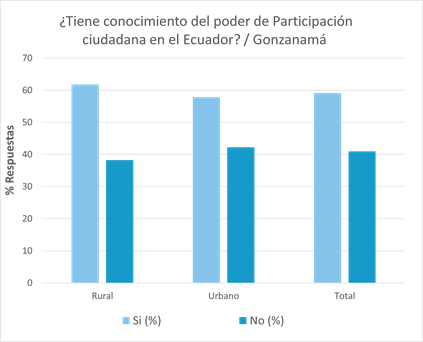 ¿Tiene conocimiento del poder de Participación
ciudadana en el Ecuador? / Gonzanamá
70
60
50
40
30
20
10
0
% Respuestas
Rural
Urbano
Total
Si (%)
No (%)